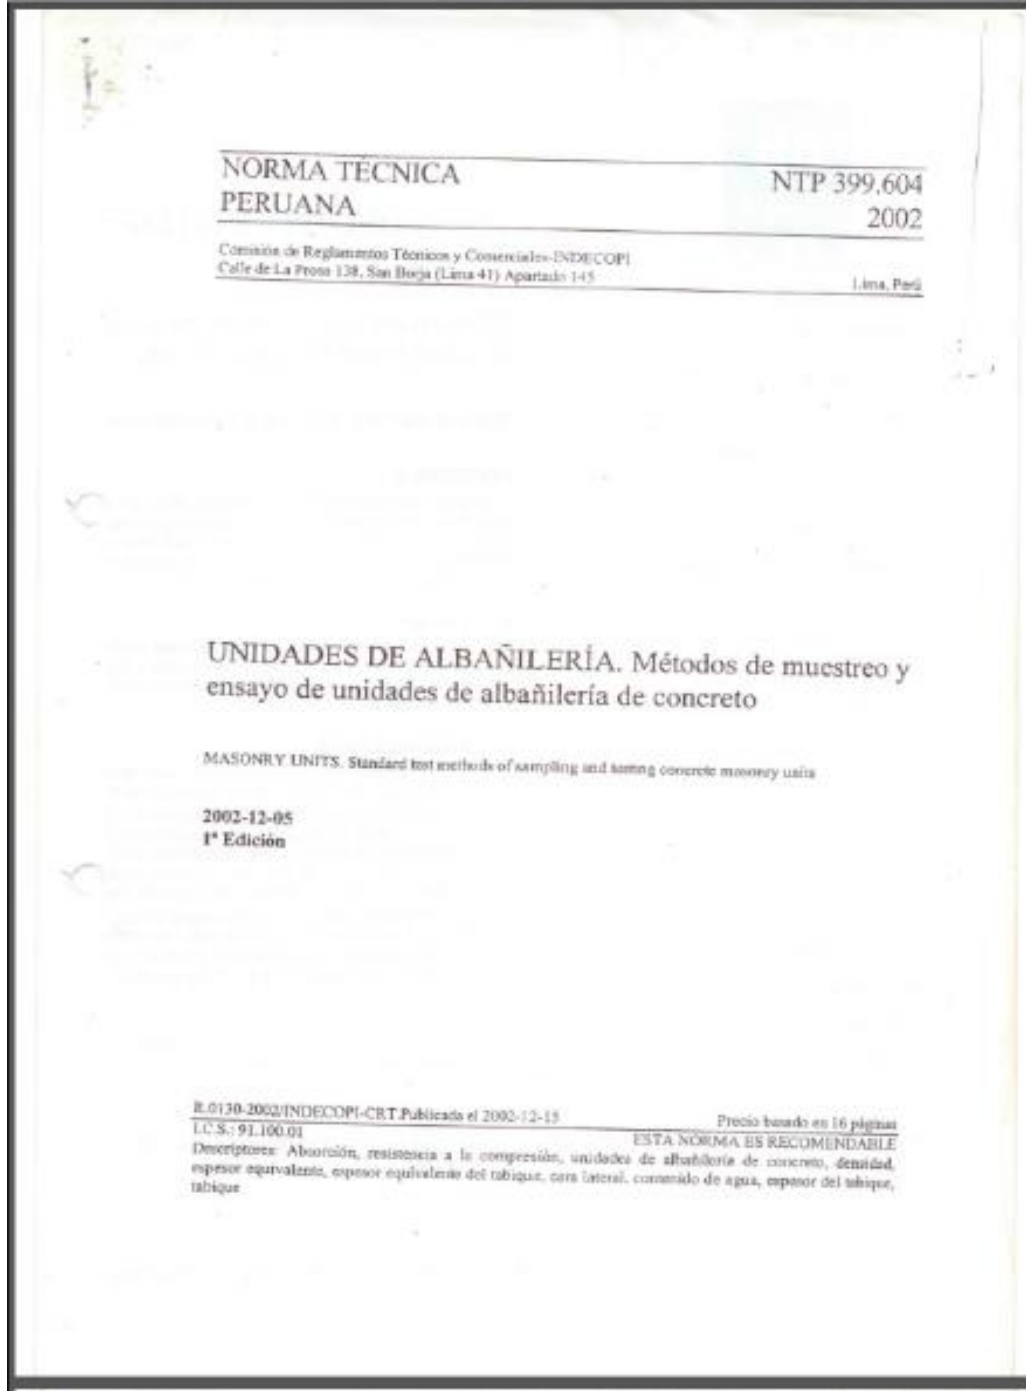 NORMA TÉCNICA
PERUANA
NTP 399.604
2002
Comisión de Reglamentos Técnicos y Comerciales-INDECOPI
Calle de La Prosa 138, San Borja (Lima 41) Apartado 145
Lima, Perú
UNIDADES DE ALBAÑILERÍA. Métodos de muestreo y
ensayo de unidades de albañilería de concreto
MASONRY UNITS. Standard test methods of sampling and testing concrete masonry units
2002-12-05
1ª Edición
R.0130-2002/INDECOPI-CRT.Publicada el 2002-12-15
Precio basado en 16 páginas
I.C.S.: 91.100.01
ESTA NORMA ES RECOMENDABLE
Descriptores: Absorción, resistencia a la compresión, unidades de albañilería de concreto, densidad,
espesor equivalente, espesor equivalente del tabique, cara lateral, contenido de agua, espesor del tabique,
tabique